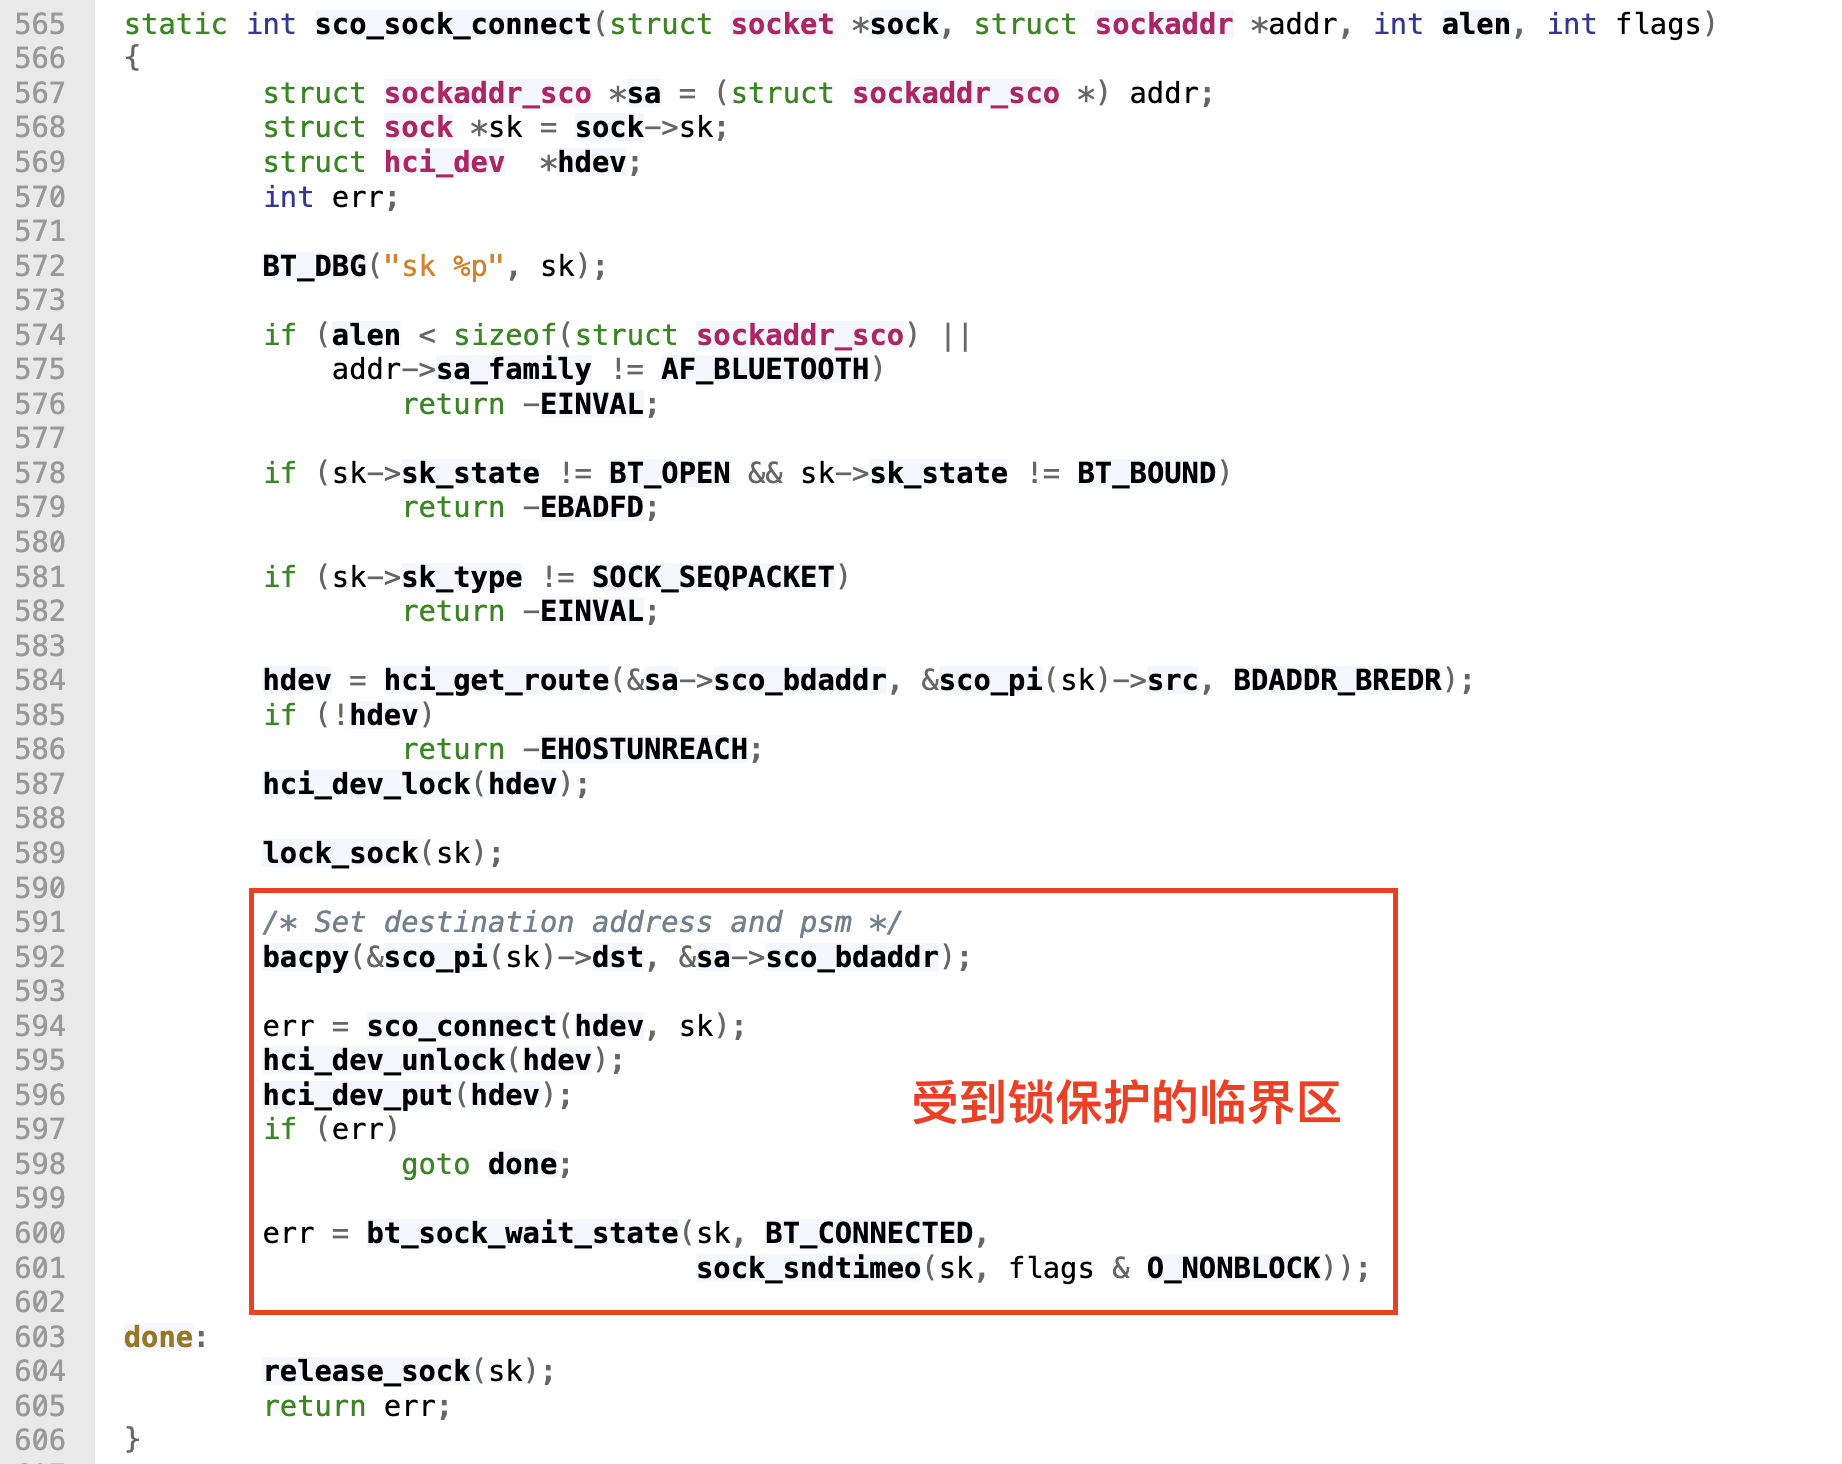 565 static int sco_sock_connect(struct socket *sock, struct sockaddr *addr, int alen, int flags)
566 {
567 struct sockaddr_sco *sa = (struct sockaddr_sco *) addr;
568 struct sock *sk = sock->sk;
569 struct hci_dev  *hdev;
570 int err;
571
572 BT_DBG("sk %p", sk);
573
574 if (alen < sizeof(struct sockaddr_sco) ||
575 addr->sa_family != AF_BLUETOOTH)
576 return -EINVAL;
577
578 if (sk->sk_state != BT_OPEN && sk->sk_state != BT_BOUND)
579 return -EBADFD;
580
581 if (sk->sk_type != SOCK_SEQPACKET)
582 return -EINVAL;
583
584 hdev = hci_get_route(&sa->sco_bdaddr, &sco_pi(sk)->src, BDADDR_BREDR);
585 if (!hdev)
586 return -EHOSTUNREACH;
587 hci_dev_lock(hdev);
588
589 lock_sock(sk);
590
591 /* Set destination address and psm */
592 bacpy(&sco_pi(sk)->dst, &sa->sco_bdaddr);
593
594 err = sco_connect(hdev, sk);
595 hci_dev_unlock(hdev);
596 hci_dev_put(hdev);
受到锁保护的临界区
597 if (err)
598 goto done;
599
600 err = bt_sock_wait_state(sk, BT_CONNECTED,
601 sock_sndtimeo(sk, flags & O_NONBLOCK));
602
603 done:
604 release_sock(sk);
605 return err;
606 }